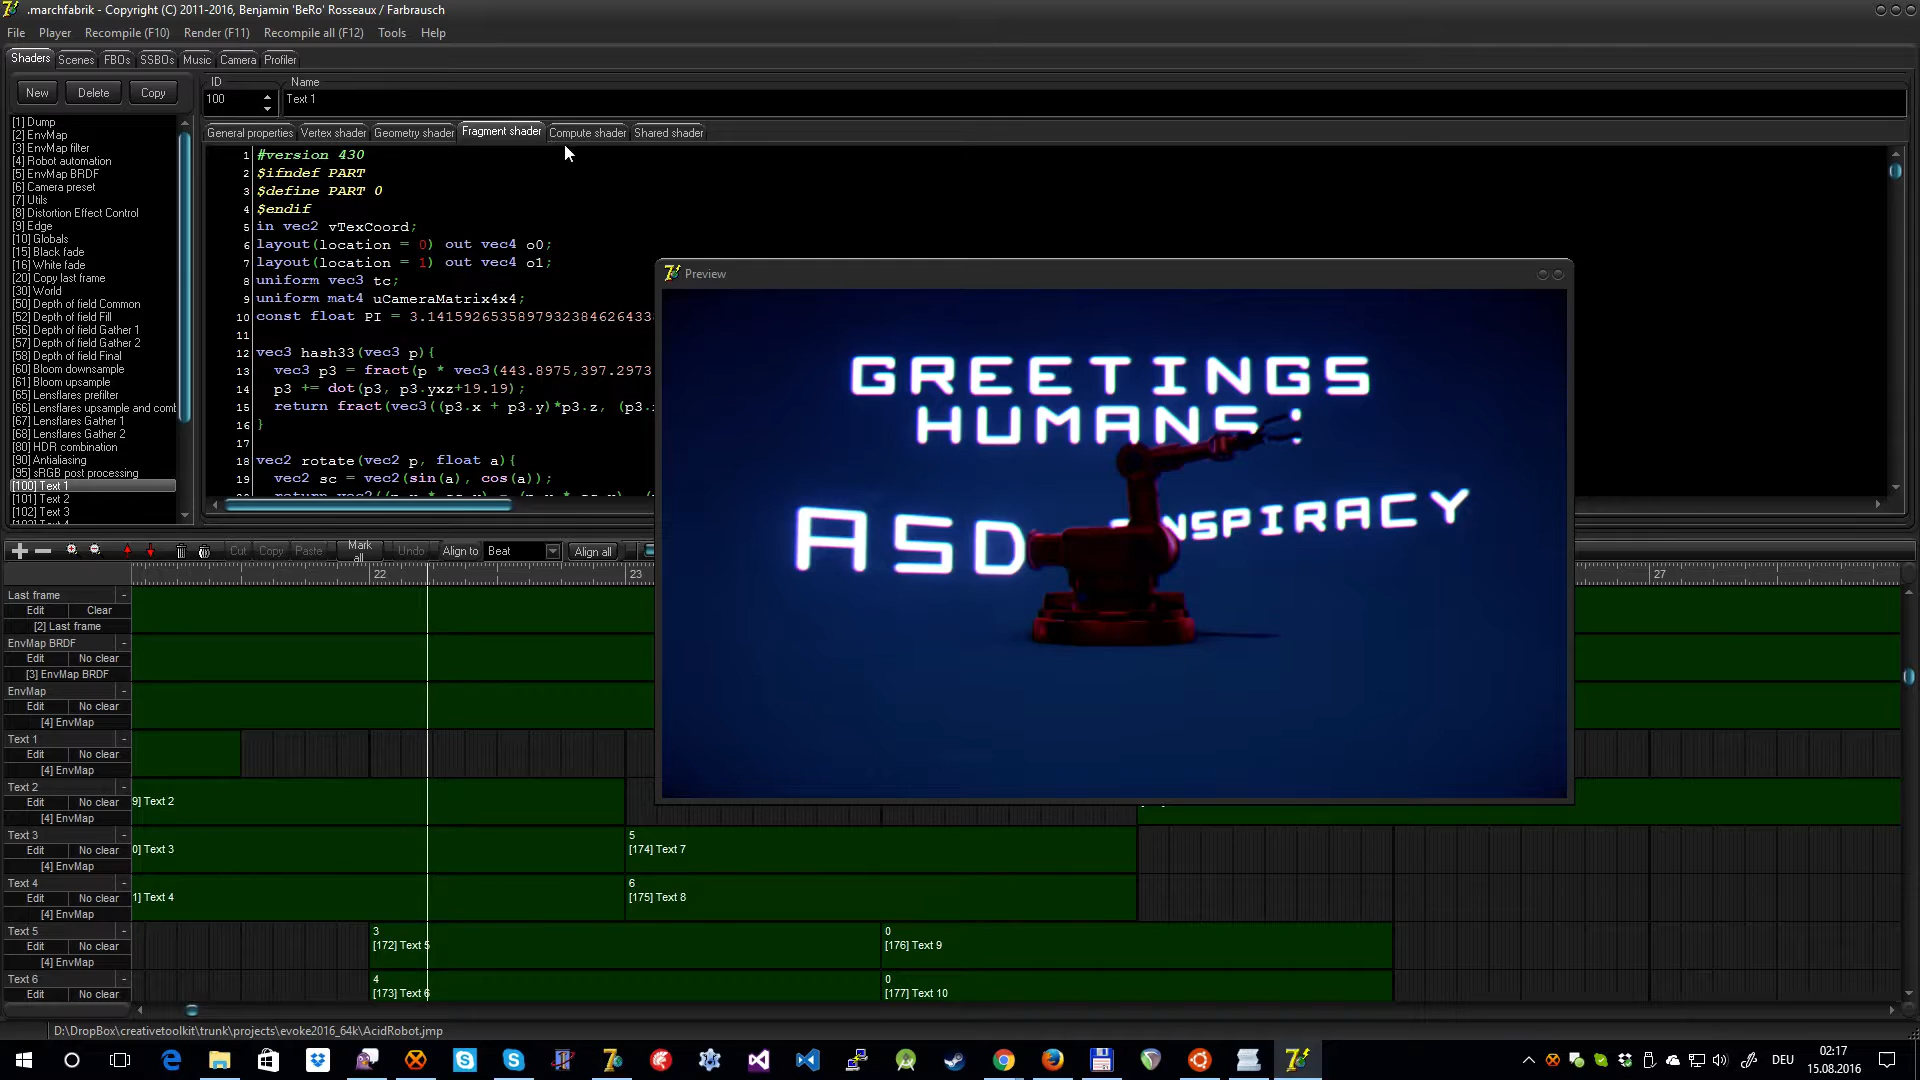 .marchfabrik - Copyright (C) 2011-2016, Benjamin 'BeRo' Rosseaux / Farbrausch
File Player Recompile (F10) Render (F11) Recompile all (F12) Tools Help
Shaders Scenes FBOs SSBOs Music Camera Profiler
New Delete Copy
ID Name
100 Text 1
General properties Vertex shader Geometry shader Fragment shader Compute shader Shared shader
[1] Dump
[2] EnvMap
[3] EnvMap filter
[4] Robot automation
[5] EnvMap BRDF
[6] Camera preset
[7] Utils
[8] Distortion Effect Control
[9] Edge
[10] Globals
[15] Black fade
[16] White fade
[20] Copy last frame
[30] World
[50] Depth of field Common
[52] Depth of field Fill
[56] Depth of field Gather 1
[57] Depth of field Gather 2
[58] Depth of field Final
[60] Bloom downsample
[61] Bloom upsample
[65] Lensflares prefilter
[66] Lensflares upsample and coml
[67] Lensflares Gather 1
[68] Lensflares Gather 2
[80] HDR combination
[90] Antialiasing
[95] sRGB post processing
[100] Text 1
[101] Text 2
[102] Text 3
1 #version 430
2 $ifndef PART
3 $define PART 0
4 $endif
5 in vec2 vTexCoord;
6 layout(location = 0) out vec4 o0;
7 layout(location = 1) out vec4 o1;
8 uniform vec3 tc;
9 uniform mat4 uCameraMatrix4x4;
10 const float PI = 3.1415926535897932384626433
11
12 vec3 hash33(vec3 p){
13 vec3 p3 = fract(p * vec3(443.8975,397.2973
14 p3 += dot(p3, p3.yxz+19.19);
15 return fract(vec3((p3.x + p3.y)*p3.z, (p3.
16 }
17
18 vec2 rotate(vec2 p, float a){
19 vec2 sc = vec2(sin(a), cos(a));
Preview
GREETINGS
HUMANS:
ASD
NSPIRACY
Cut Copy Paste Mark all Undo Align to Beat Align all
22 23 27
Last frame -
Edit Clear
[2] Last frame
EnvMap BRDF -
Edit No clear
[3] EnvMap BRDF
EnvMap -
Edit No clear
[4] EnvMap
Text 1 -
Edit No clear
[4] EnvMap
Text 2 -
Edit No clear 9] Text 2
[4] EnvMap
Text 3 - 5
Edit No clear 0] Text 3 [174] Text 7
[4] EnvMap
Text 4 - 6
Edit No clear 1] Text 4 [175] Text 8
[4] EnvMap
Text 5 - 3 0
Edit No clear [172] Text 5 [176] Text 9
[4] EnvMap
Text 6 - 4 0
Edit No clear [173] Text 6 [177] Text 10
D:\DropBox\creativetoolkit\trunk\projects\evoke2016_64k\AcidRobot.jmp
DEU
02:17
15.08.2016